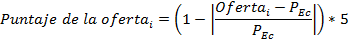 Puntaje de la oferta_i = (1 − |(Oferta_i − P_Ec) / P_Ec|) * 5